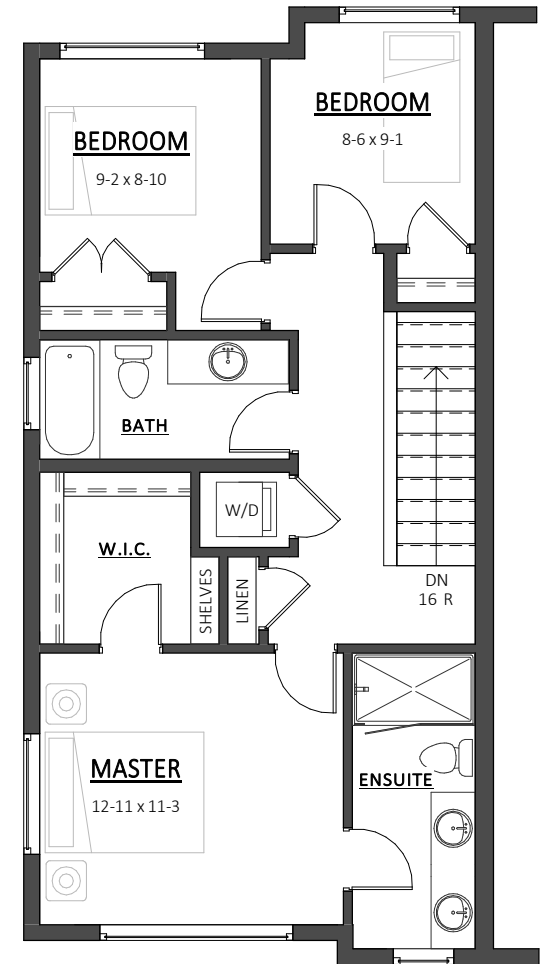 BEDROOM
8-6 x 9-1
BEDROOM
9-2 x 8-10
BATH
W/D
W.I.C.
SHELVES
LINEN
DN
16 R
MASTER
12-11 x 11-3
ENSUITE